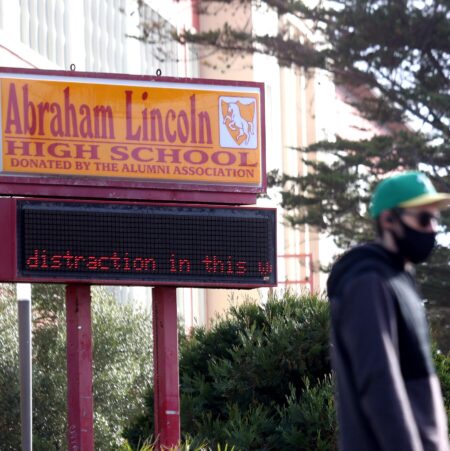 Abraham Lincoln
HIGH SCHOOL
DONATED BY THE ALUMNI ASSOCIATION
distraction in this w